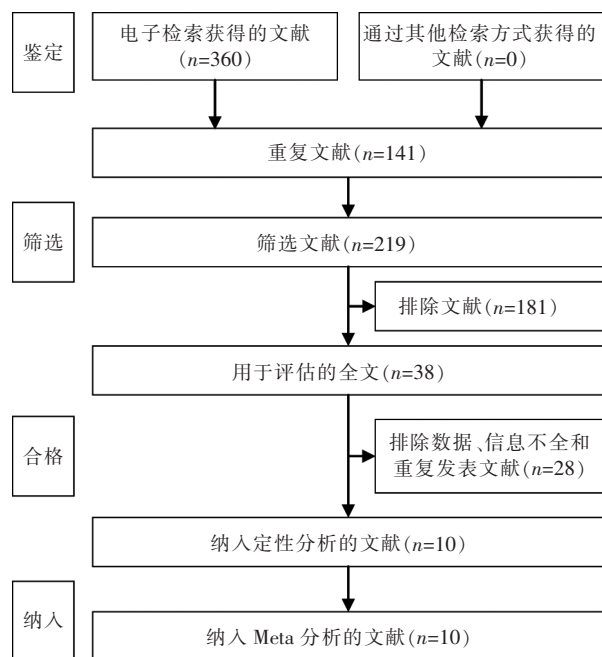 鉴定
电子检索获得的文献
(n=360)
通过其他检索方式获得的
文献(n=0)
重复文献(n=141)
筛选
筛选文献(n=219)
排除文献(n=181)
用于评估的全文(n=38)
合格
排除数据、信息不全和
重复发表文献(n=28)
纳入定性分析的文献(n=10)
纳入
纳入 Meta 分析的文献(n=10)